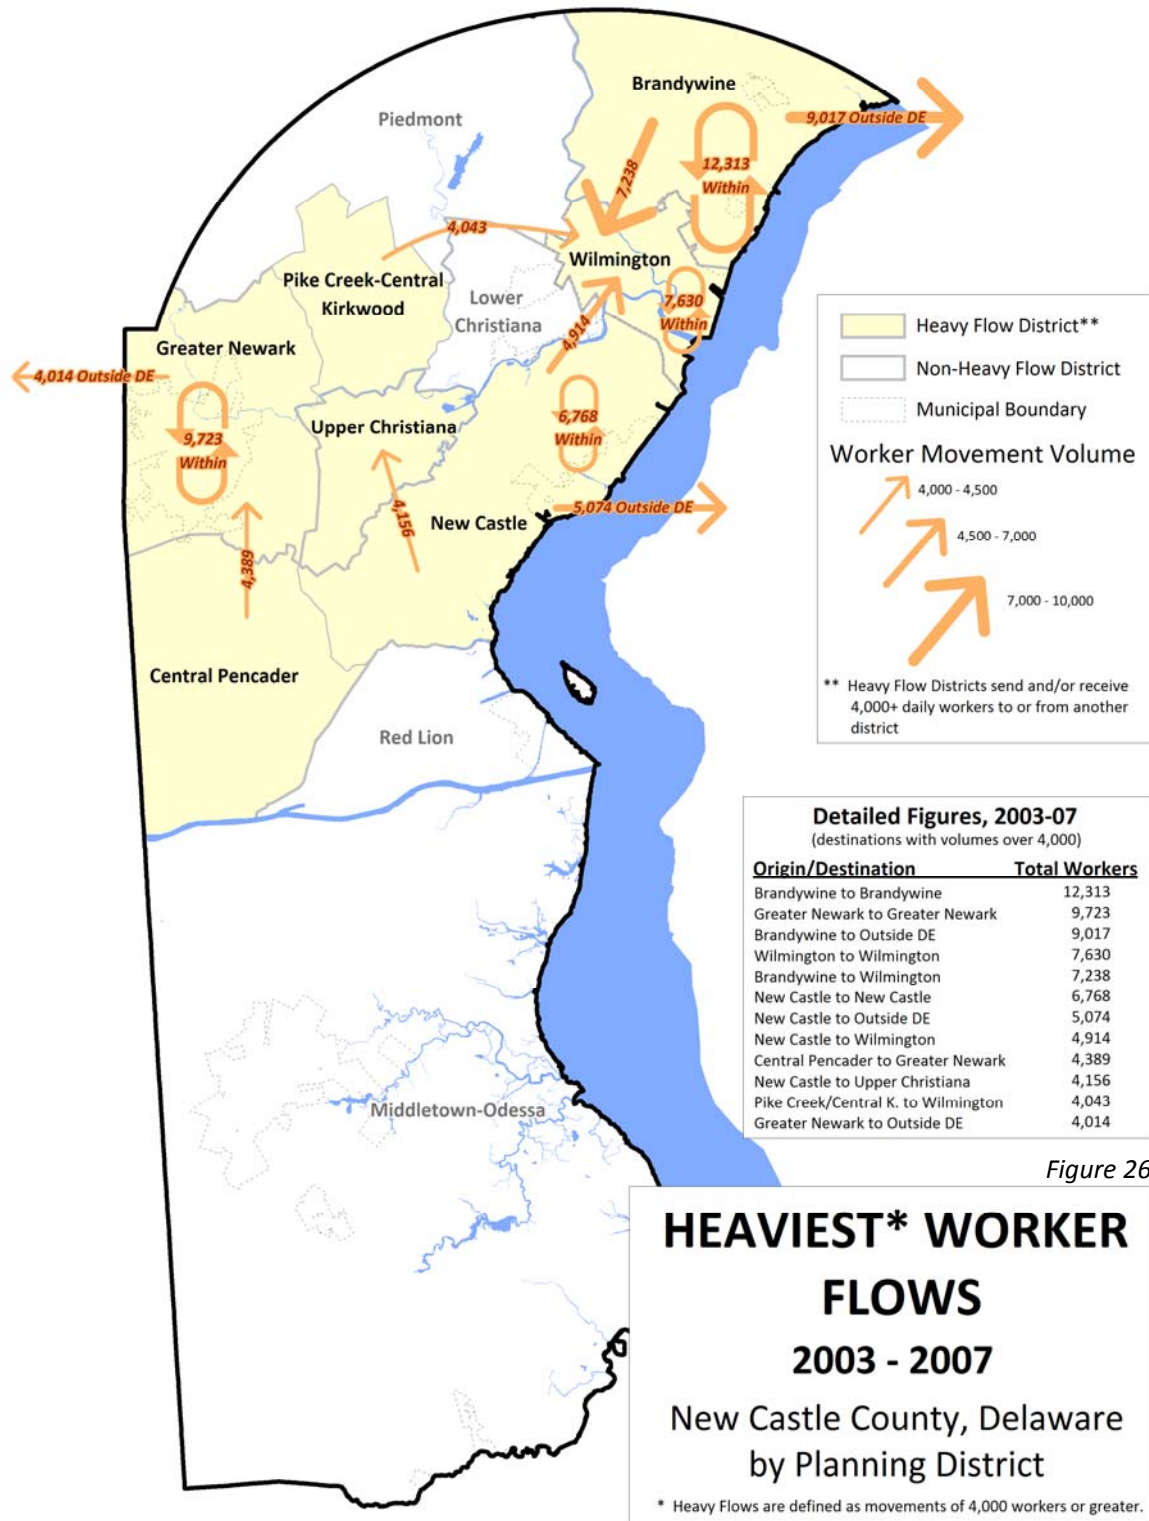 Brandywine
9,017 Outside DE
Piedmont
12,313
Within
7,238
4,043
Wilmington
Pike Creek-Central
Kirkwood
Lower
Christiana
7,630
Within
4,914
Greater Newark
4,014 Outside DE
9,723
Within
Upper Christiana
6,768
Within
5,074 Outside DE
4,156
New Castle
4,389
Central Pencader
Red Lion
Middletown-Odessa
Heavy Flow District**
Non-Heavy Flow District
Municipal Boundary
Worker Movement Volume
4,000 - 4,500
4,500 - 7,000
7,000 - 10,000
** Heavy Flow Districts send and/or receive
4,000+ daily workers to or from another
district
Detailed Figures, 2003-07
(destinations with volumes over 4,000)
Origin/Destination Total Workers
Brandywine to Brandywine 12,313
Greater Newark to Greater Newark 9,723
Brandywine to Outside DE 9,017
Wilmington to Wilmington 7,630
Brandywine to Wilmington 7,238
New Castle to New Castle 6,768
New Castle to Outside DE 5,074
New Castle to Wilmington 4,914
Central Pencader to Greater Newark 4,389
New Castle to Upper Christiana 4,156
Pike Creek/Central K. to Wilmington 4,043
Greater Newark to Outside DE 4,014
Figure 26
HEAVIEST* WORKER
FLOWS
2003 - 2007
New Castle County, Delaware
by Planning District
* Heavy Flows are defined as movements of 4,000 workers or greater.